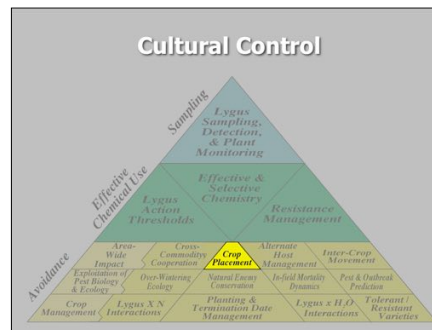 Cultural Control
Sampling
Lygus
Sampling,
Detection,
& Plant
Monitoring
Effective
Chemical Use
Effective &
Selective
Chemistry
Lygus
Action
Thresholds
Resistance
Management
Avoidance
Area-
Wide
Impact
Cross-
Commodity
Cooperation
Crop
Placement
Alternate
Host
Management
Inter-Crop
Movement
Exploitation of
Pest Biology
& Ecology
Over-Wintering
Ecology
Natural Enemy
Conservation
In-field Mortality
Dynamics
Pest & Outbreak
Prediction
Crop
Management
Lygus X N
Interactions
Planting &
Termination Date
Management
Lygus x H2O
Interactions
Tolerant /
Resistant
Varieties